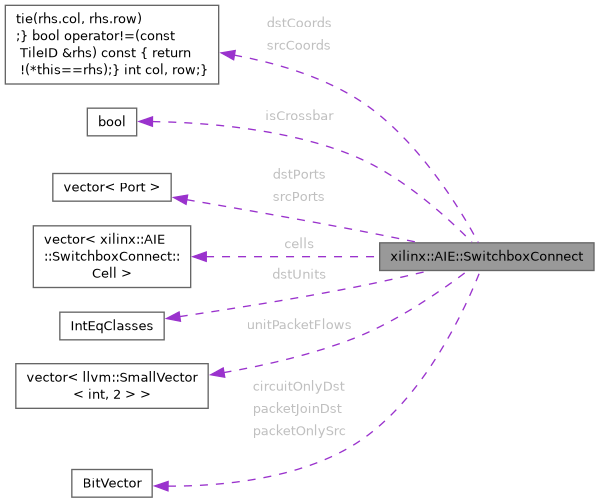 tie(rhs.col, rhs.row)
;} bool operator!=(const
TileID &rhs) const { return
!(*this==rhs);} int col, row;}
dstCoords
srcCoords
bool
isCrossbar
vector< Port >
dstPorts
srcPorts
vector< xilinx::AIE
::SwitchboxConnect::
Cell >
cells
xilinx::AIE::SwitchboxConnect
dstUnits
IntEqClasses
unitPacketFlows
vector< llvm::SmallVector
< int, 2 > >
circuitOnlyDst
packetJoinDst
packetOnlySrc
BitVector